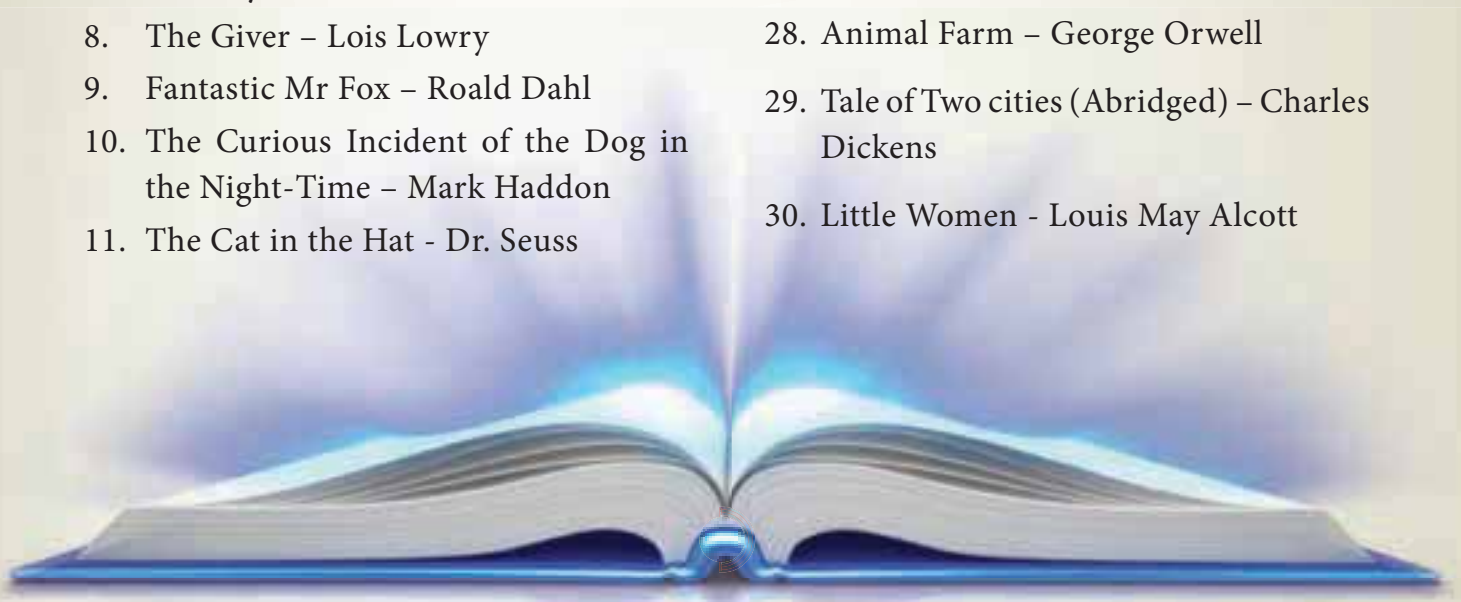 8. The Giver – Lois Lowry
9. Fantastic Mr Fox – Roald Dahl
10. The Curious Incident of the Dog in
the Night-Time – Mark Haddon
11. The Cat in the Hat - Dr. Seuss
28. Animal Farm – George Orwell
29. Tale of Two cities (Abridged) – Charles
Dickens
30. Little Women - Louis May Alcott